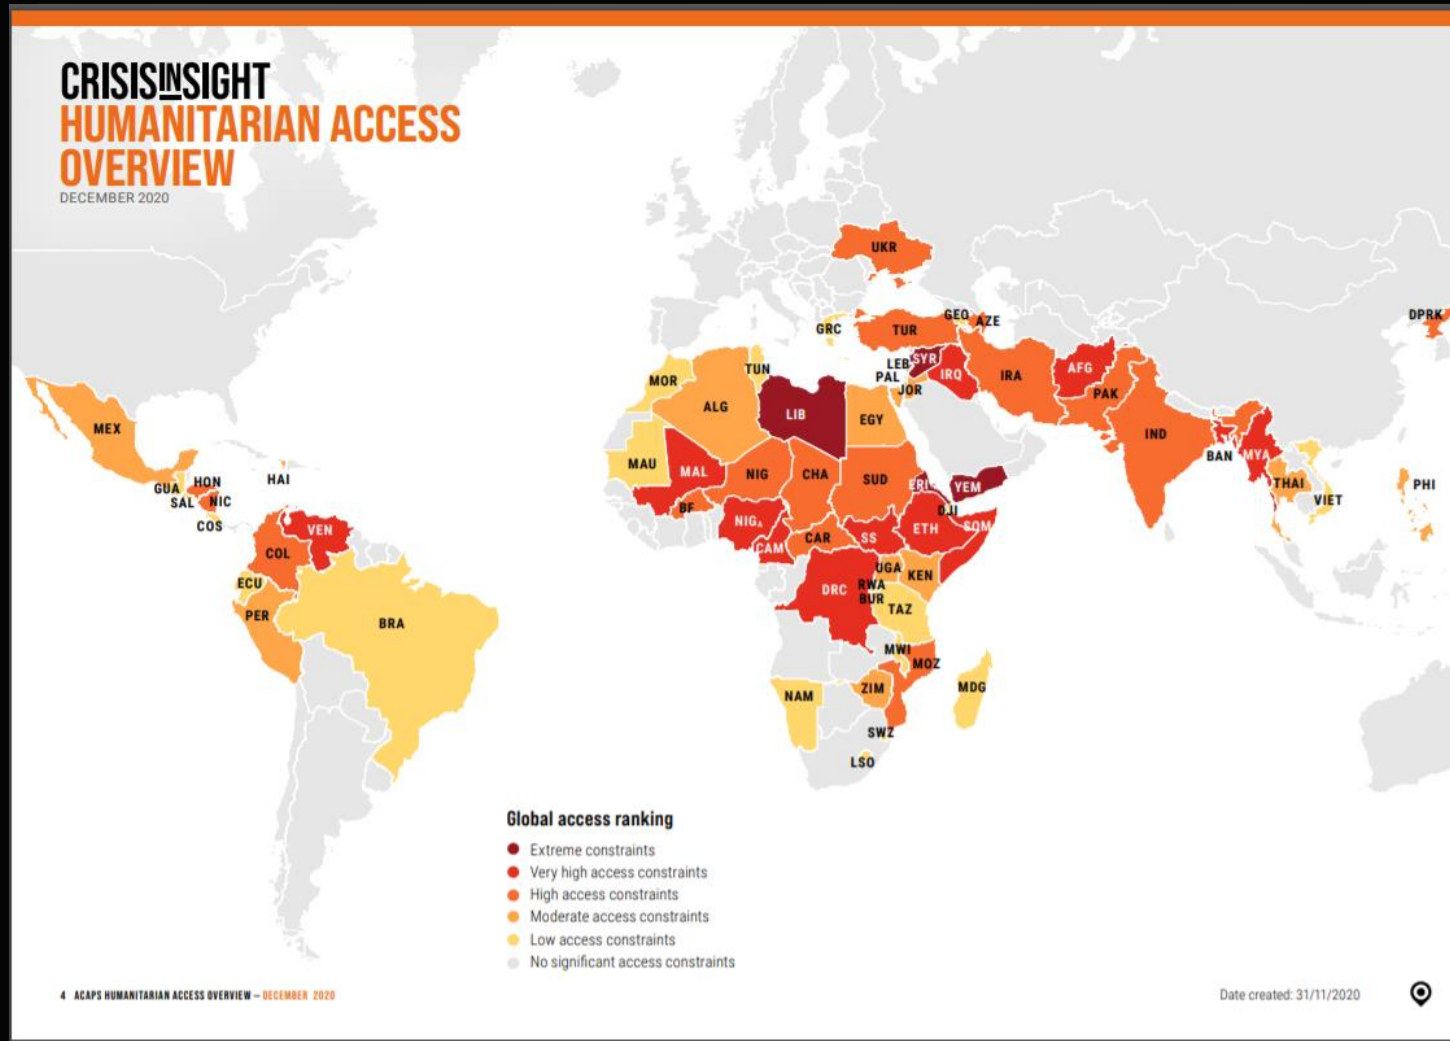 CRISISINSIGHT
HUMANITARIAN ACCESS
OVERVIEW
DECEMBER 2020
UKR
DPRK
GEO
AZE
GRC
TUR
LEB
SYR
PAL
IRQ
JOR
IRA
AFG
PAK
MOR
TUN
ALG
LIB
EGY
IND
BAN
MYA
MEX
HAI
GUA
HON
SAL
NIC
COS
MAU
MAL
NIG
CHA
SUD
ERI
YEM
THAI
VIET
PHI
BF
DJI
NIGA
ETH
SOM
VEN
COL
CAM
CAR
SS
ECU
UGA
KEN
DRC
RWA
BUR
TAZ
PER
BRA
MWI
MOZ
NAM
ZIM
MDG
SWZ
LSO
Global access ranking
Extreme constraints
Very high access constraints
High access constraints
Moderate access constraints
Low access constraints
No significant access constraints
4 ACAPS HUMANITARIAN ACCESS OVERVIEW – DECEMBER 2020
Date created: 31/11/2020